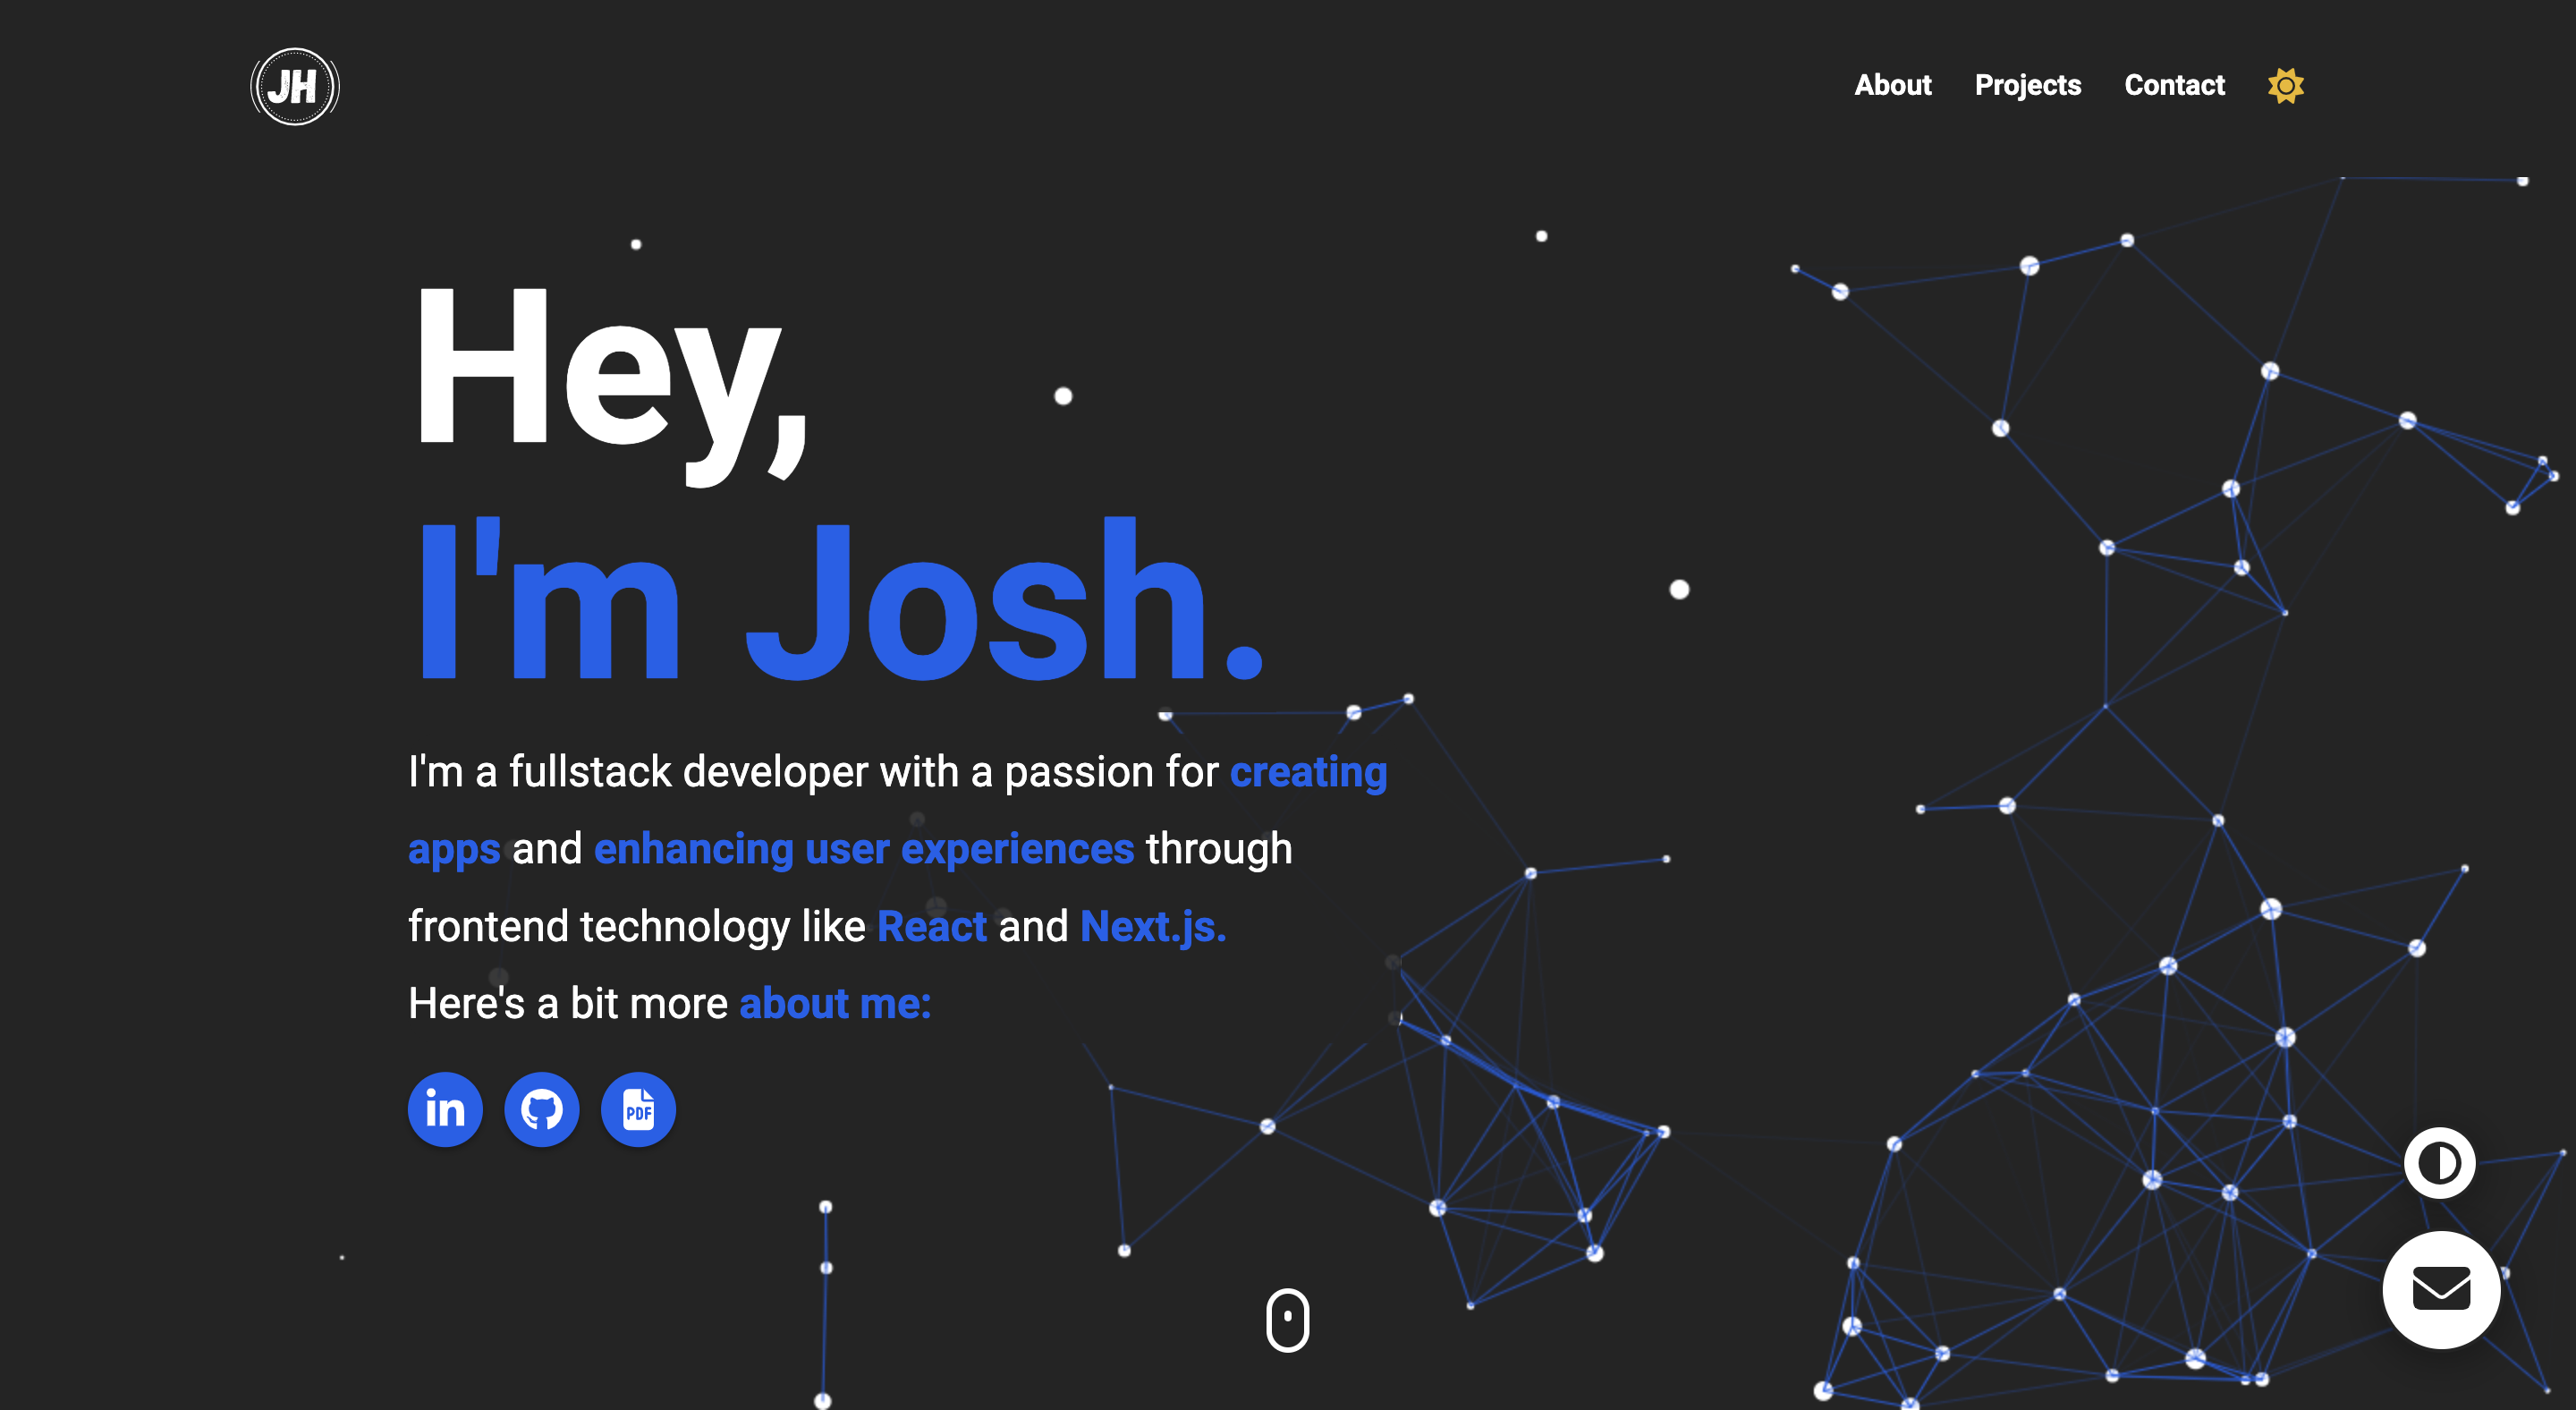 JH
About Projects Contact
Hey,
I'm Josh.
I'm a fullstack developer with a passion for creating
apps and enhancing user experiences through
frontend technology like React and Next.js.
Here's a bit more about me:
in PDF